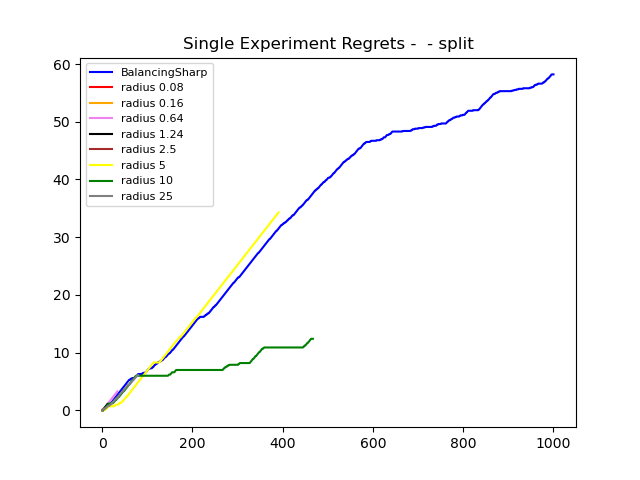 Single Experiment Regrets -  - split
60
50
40
30
20
10
0
BalancingSharp
radius 0.08
radius 0.16
radius 0.64
radius 1.24
radius 2.5
radius 5
radius 10
radius 25
0 200 400 600 800 1000